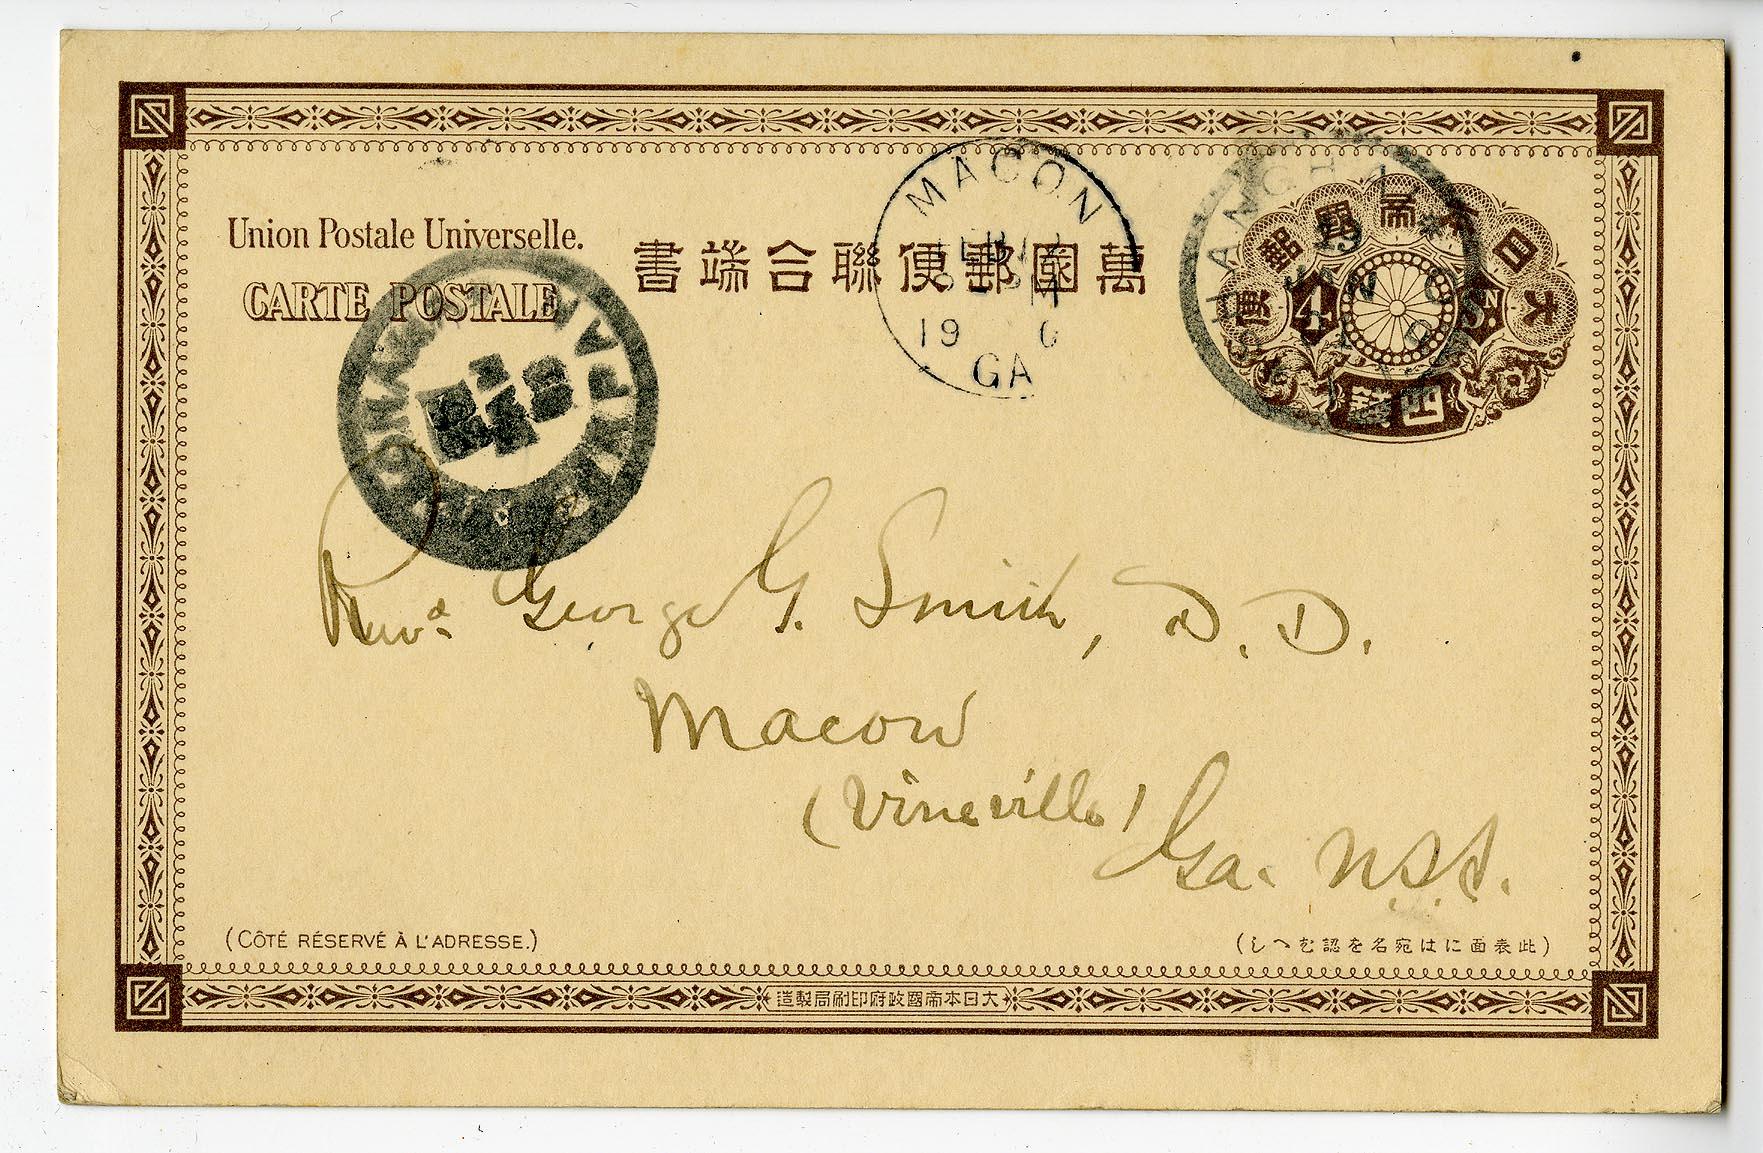 Union Postale Universelle.
CARTE POSTALE
書端合聯便郵國萬
MACON
19
GA
SHANGHAI
大日本帝國郵便
4 Sn.
四錢
YOKOHAMA
JAPAN
Revd. George G. Smith, D. D.
Macon
(Vineville)
Ga. U.S.A.
(CÔTÉ RÉSERVÉ À L'ADRESSE.)
(此表面には宛名を認むへし)
大日本帝國政府印刷局製造